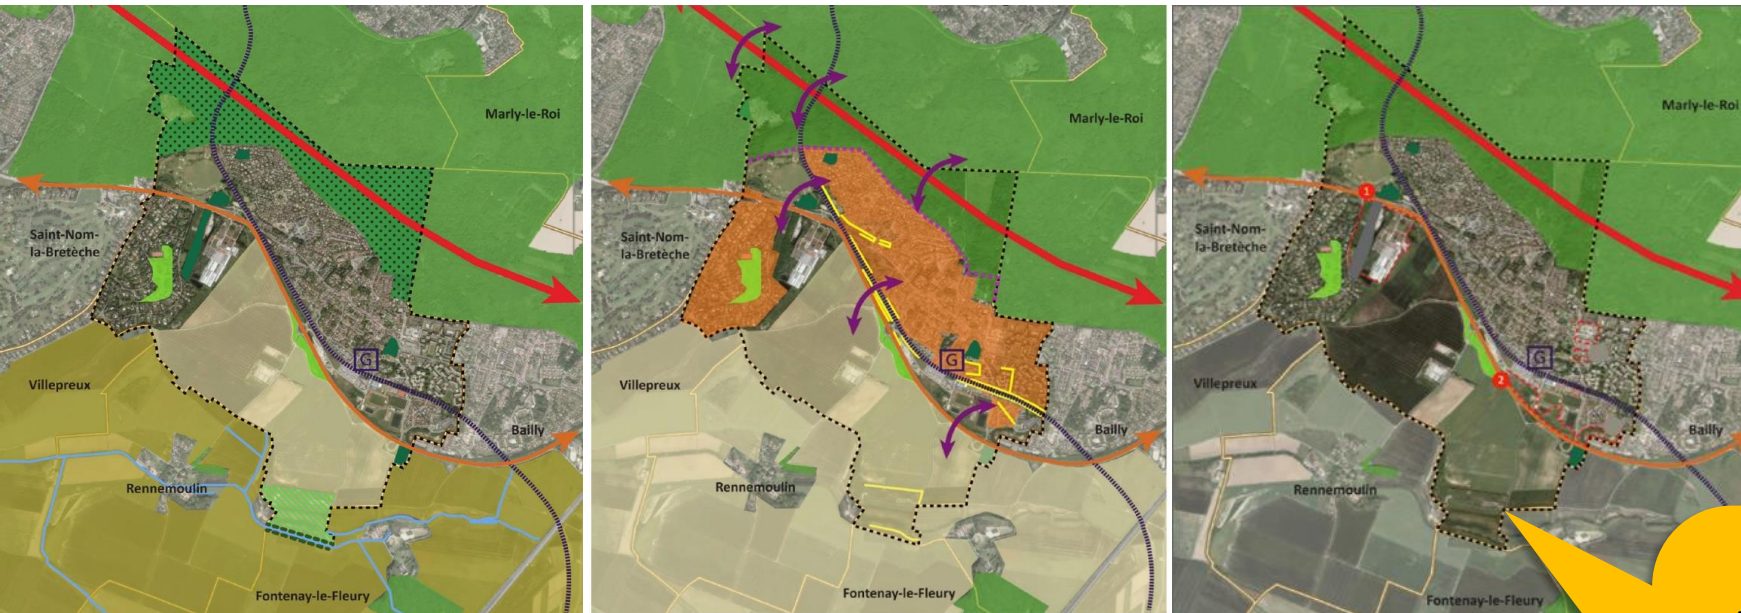 Marly-le-Roi
Saint-Nom-
la-Bretèche
G
Villepreux
Bailly
Rennemoulin
Fontenay-le-Fleury
Marly-le-Roi
Saint-Nom-
la-Bretèche
G
Villepreux
Bailly
Rennemoulin
Fontenay-le-Fleury
Marly-le-Roi
1
Saint-Nom-
la-Bretèche
G
2
Villepreux
Bailly
Rennemoulin
Fontenay-le-Fleury